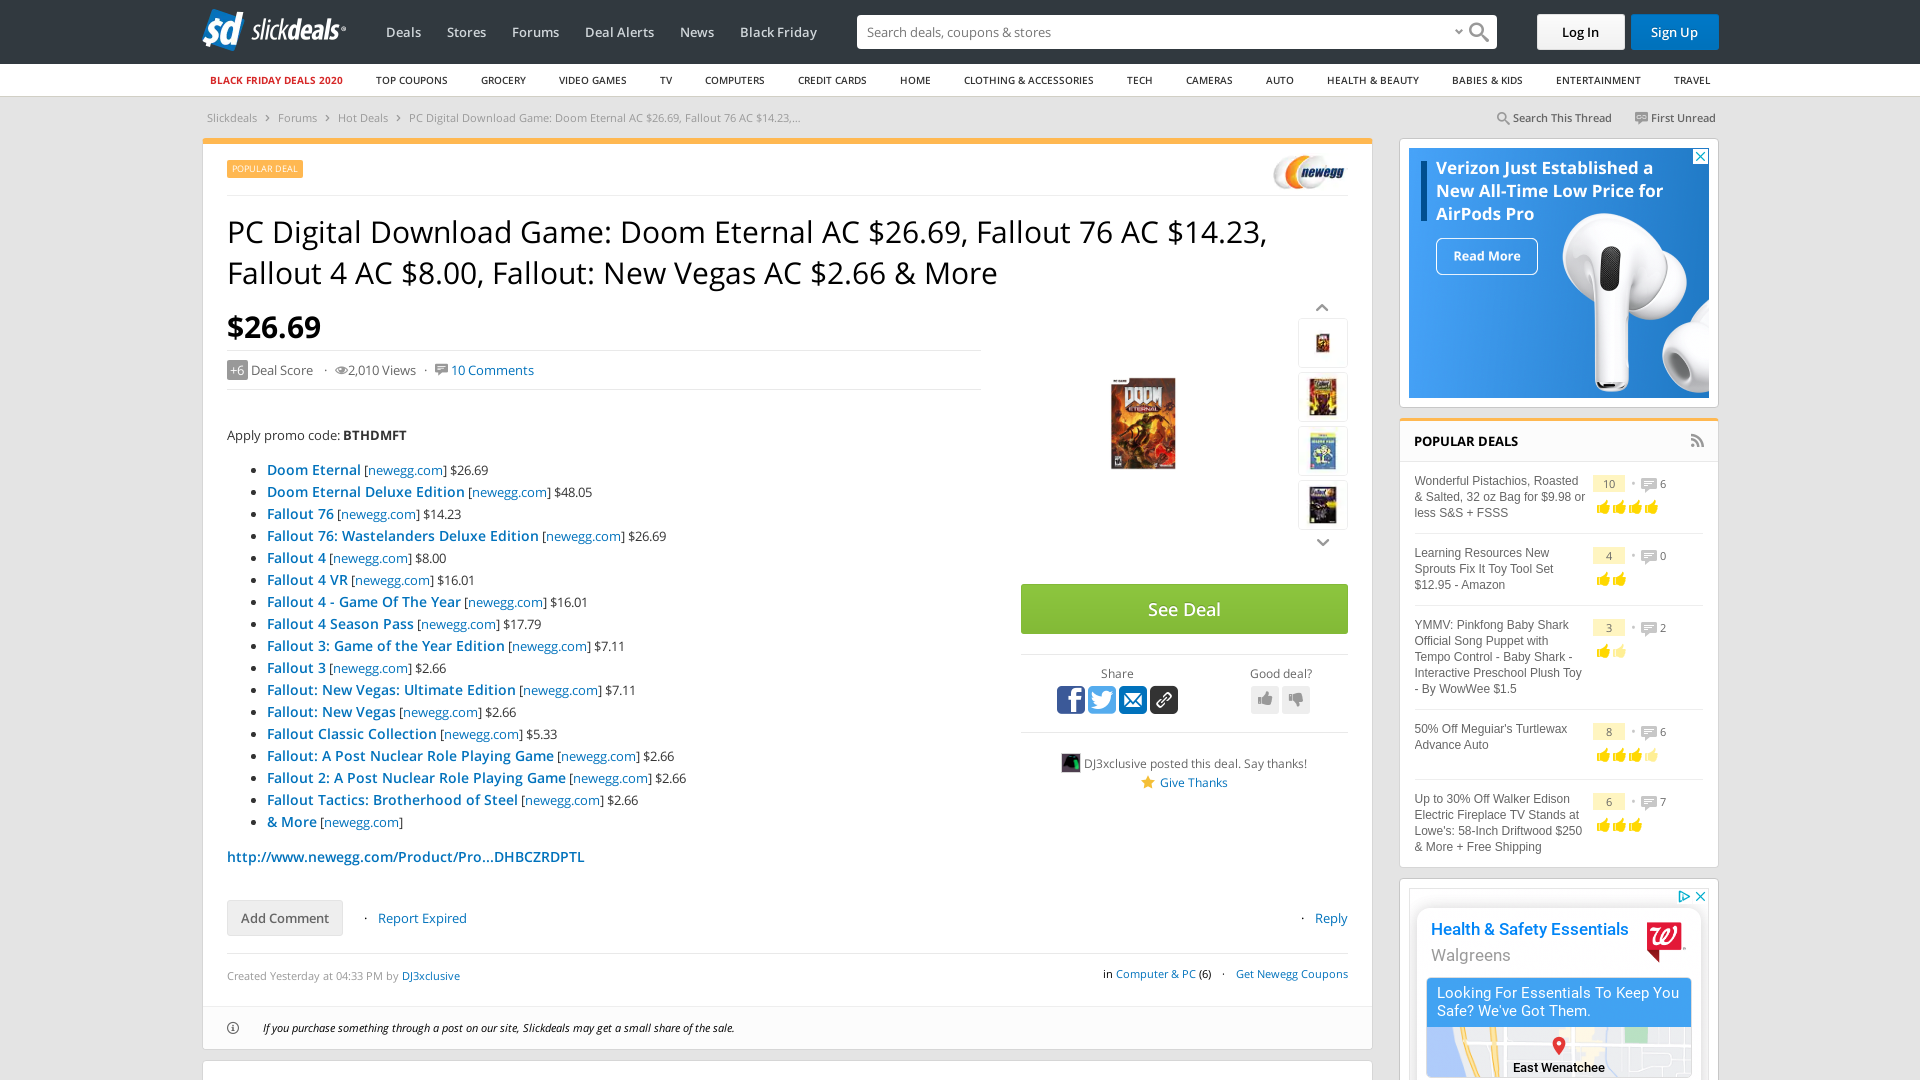 slickdeals
Deals
Stores
Forums
Deal Alerts
News
Black Friday
Search deals, coupons & stores
Log In
Sign Up
BLACK FRIDAY DEALS 2020
TOP COUPONS
GROCERY
VIDEO GAMES
TV
COMPUTERS
CREDIT CARDS
HOME
CLOTHING & ACCESSORIES
TECH
CAMERAS
AUTO
HEALTH & BEAUTY
BABIES & KIDS
ENTERTAINMENT
TRAVEL
Slickdeals > Forums > Hot Deals > PC Digital Download Game: Doom Eternal AC $26.69, Fallout 76 AC $14.23,...
Search This Thread
First Unread
POPULAR DEAL
newegg
PC Digital Download Game: Doom Eternal AC $26.69, Fallout 76 AC $14.23,
Fallout 4 AC $8.00, Fallout: New Vegas AC $2.66 & More
$26.69
+6 Deal Score · 2,010 Views · 10 Comments
Apply promo code: BTHDMFT
Doom Eternal [newegg.com] $26.69
Doom Eternal Deluxe Edition [newegg.com] $48.05
Fallout 76 [newegg.com] $14.23
Fallout 76: Wastelanders Deluxe Edition [newegg.com] $26.69
Fallout 4 [newegg.com] $8.00
Fallout 4 VR [newegg.com] $16.01
Fallout 4 - Game Of The Year [newegg.com] $16.01
Fallout 4 Season Pass [newegg.com] $17.79
Fallout 3: Game of the Year Edition [newegg.com] $7.11
Fallout 3 [newegg.com] $2.66
Fallout: New Vegas: Ultimate Edition [newegg.com] $7.11
Fallout: New Vegas [newegg.com] $2.66
Fallout Classic Collection [newegg.com] $5.33
Fallout: A Post Nuclear Role Playing Game [newegg.com] $2.66
Fallout 2: A Post Nuclear Role Playing Game [newegg.com] $2.66
Fallout Tactics: Brotherhood of Steel [newegg.com] $2.66
& More [newegg.com]
http://www.newegg.com/Product/Pro...DHBCZRDPTL
Add Comment · Report Expired
· Reply
Created Yesterday at 04:33 PM by DJ3xclusive
in Computer & PC (6) · Get Newegg Coupons
If you purchase something through a post on our site, Slickdeals may get a small share of the sale.
DOOM
ETERNAL
See Deal
Share
Good deal?
DJ3xclusive posted this deal. Say thanks!
Give Thanks
Verizon Just Established a
New All-Time Low Price for
AirPods Pro
Read More
POPULAR DEALS
Wonderful Pistachios, Roasted
& Salted, 32 oz Bag for $9.98 or
less S&S + FSSS
10 • 6
Learning Resources New
Sprouts Fix It Toy Tool Set
$12.95 - Amazon
4 • 0
YMMV: Pinkfong Baby Shark
Official Song Puppet with
Tempo Control - Baby Shark -
Interactive Preschool Plush Toy
- By WowWee $1.5
3 • 2
50% Off Meguiar's Turtlewax
Advance Auto
8 • 6
Up to 30% Off Walker Edison
Electric Fireplace TV Stands at
Lowe's: 58-Inch Driftwood $250
& More + Free Shipping
6 • 7
Health & Safety Essentials
Walgreens
Looking For Essentials To Keep You
Safe? We've Got Them.
East Wenatchee